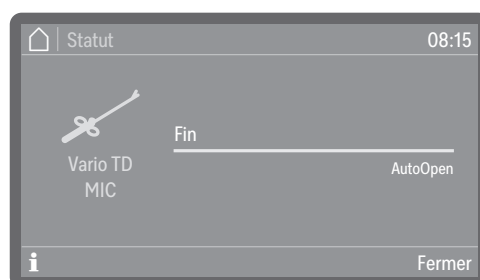 Statut 08:15
Fin
Vario TD
MIC
AutoOpen
i Fermer